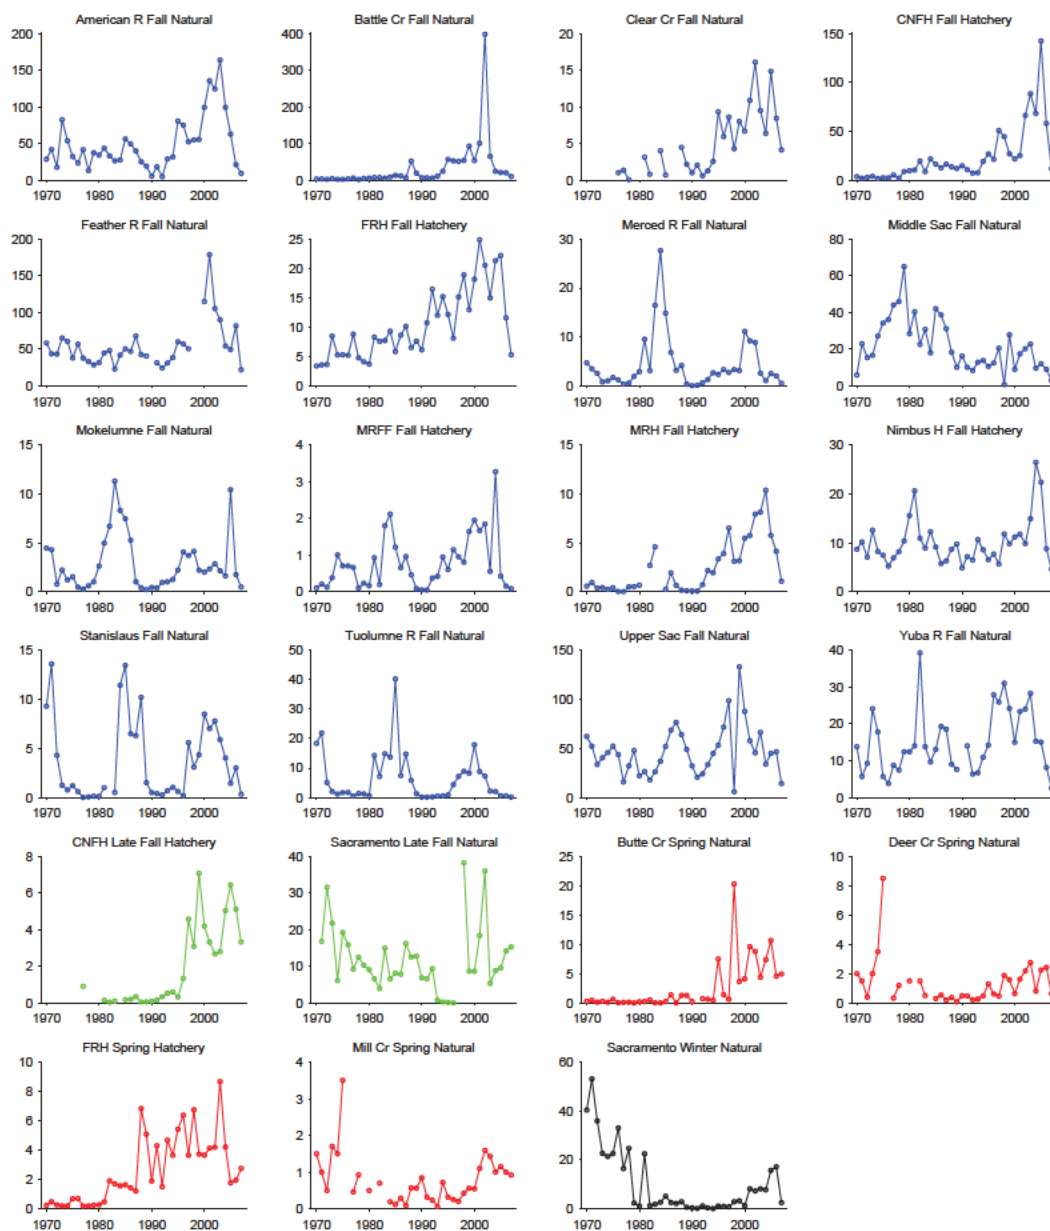 American R Fall Natural
200
150
100
50
0
1970 1980 1990 2000
Battle Cr Fall Natural
400
300
200
100
0
1970 1980 1990 2000
Clear Cr Fall Natural
20
15
10
5
0
1970 1980 1990 2000
CNFH Fall Hatchery
150
100
50
0
1970 1980 1990 2000
Feather R Fall Natural
200
150
100
50
0
1970 1980 1990 2000
FRH Fall Hatchery
25
20
15
10
5
0
1970 1980 1990 2000
Merced R Fall Natural
30
20
10
0
1970 1980 1990 2000
Middle Sac Fall Natural
80
60
40
20
0
1970 1980 1990 2000
Mokelumne Fall Natural
15
10
5
0
1970 1980 1990 2000
MRFF Fall Hatchery
4
3
2
1
0
1970 1980 1990 2000
MRH Fall Hatchery
15
10
5
0
1970 1980 1990 2000
Nimbus H Fall Hatchery
30
20
10
0
1970 1980 1990 2000
Stanislaus Fall Natural
15
10
5
0
1970 1980 1990 2000
Tuolumne R Fall Natural
50
40
30
20
10
0
1970 1980 1990 2000
Upper Sac Fall Natural
150
100
50
0
1970 1980 1990 2000
Yuba R Fall Natural
40
30
20
10
0
1970 1980 1990 2000
CNFH Late Fall Hatchery
8
6
4
2
0
1970 1980 1990 2000
Sacramento Late Fall Natural
40
30
20
10
0
1970 1980 1990 2000
Butte Cr Spring Natural
25
20
15
10
5
0
1970 1980 1990 2000
Deer Cr Spring Natural
10
8
6
4
2
0
1970 1980 1990 2000
FRH Spring Hatchery
10
8
6
4
2
0
1970 1980 1990 2000
Mill Cr Spring Natural
4
3
2
1
0
1970 1980 1990 2000
Sacramento Winter Natural
60
40
20
0
1970 1980 1990 2000